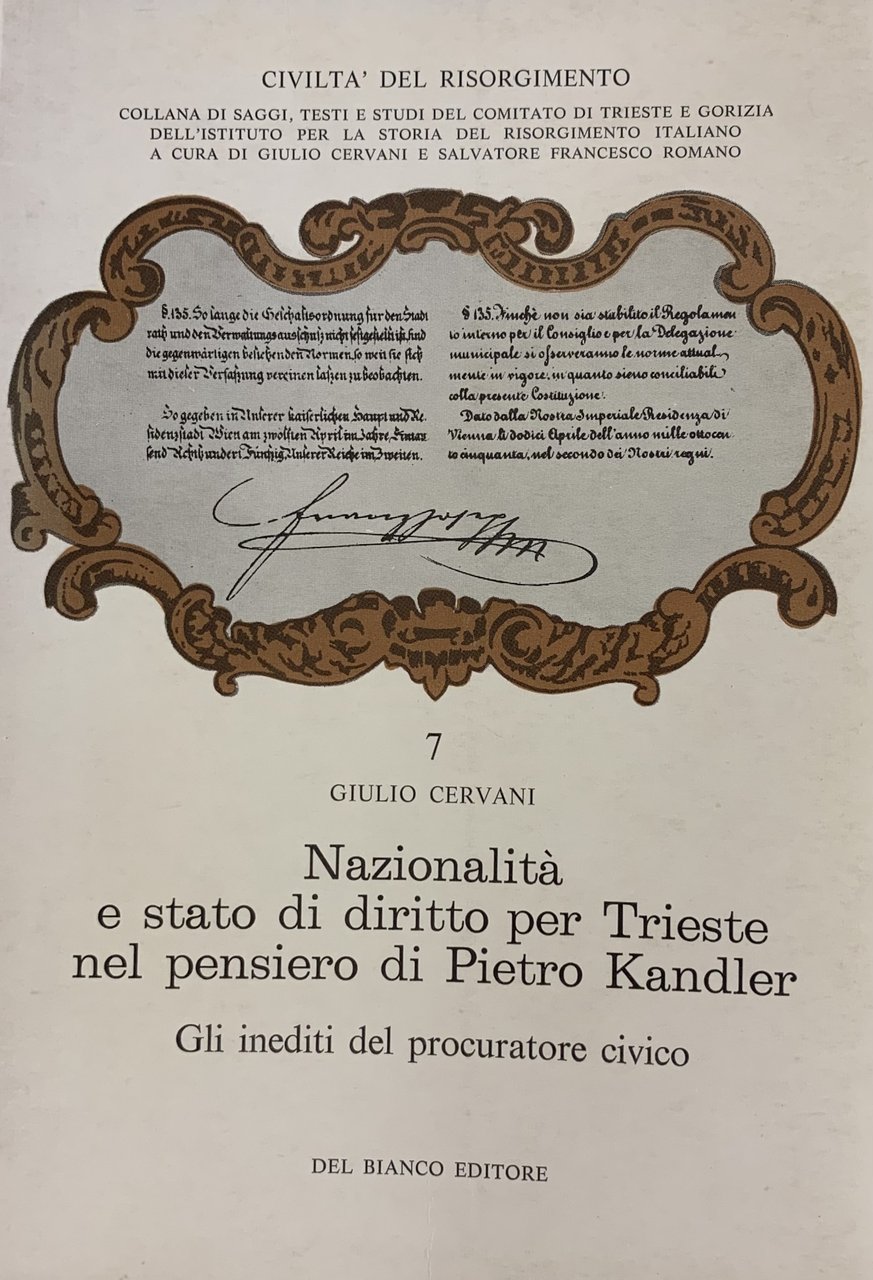 CIVILTA' DEL RISORGIMENTO
COLLANA DI SAGGI, TESTI E STUDI DEL COMITATO DI TRIESTE E GORIZIA
DELL'ISTITUTO PER LA STORIA DEL RISORGIMENTO ITALIANO
A CURA DI GIULIO CERVANI E SALVATORE FRANCESCO ROMANO
§. 135. So lange die Geschäftsordnung für den Stadt
rath und den Verwaltungsausschuß nicht festgestellt ist, sind
die gegenwärtigen bestehenden Normen, so weit sie sich
mit dieser Verfaßung vereinen laßen zu beobachten.
So gegeben in Unserer kaiserlichen Haupt und Re-
sidenzstadt Wien am zwölften April im Jahre, Eintau
send Achthundert Fünfzig, Unserer Reiche im Zweiten.
§ 135. Finchè non sia stabilito il Regolamen
to interno per il Consiglio e per la Delegazione
municipale si osserveranno le norme attual-
mente in vigore, in quanto sieno conciliabili
colla presente Costituzione.
Dato dalla Nostra Imperiale Residenza di
Vienna li dodici Aprile dell'anno mille ottocen
to cinquanta, nel secondo dei Nostri regni.
Franz Joseph
7
GIULIO CERVANI
Nazionalità
e stato di diritto per Trieste
nel pensiero di Pietro Kandler
Gli inediti del procuratore civico
DEL BIANCO EDITORE